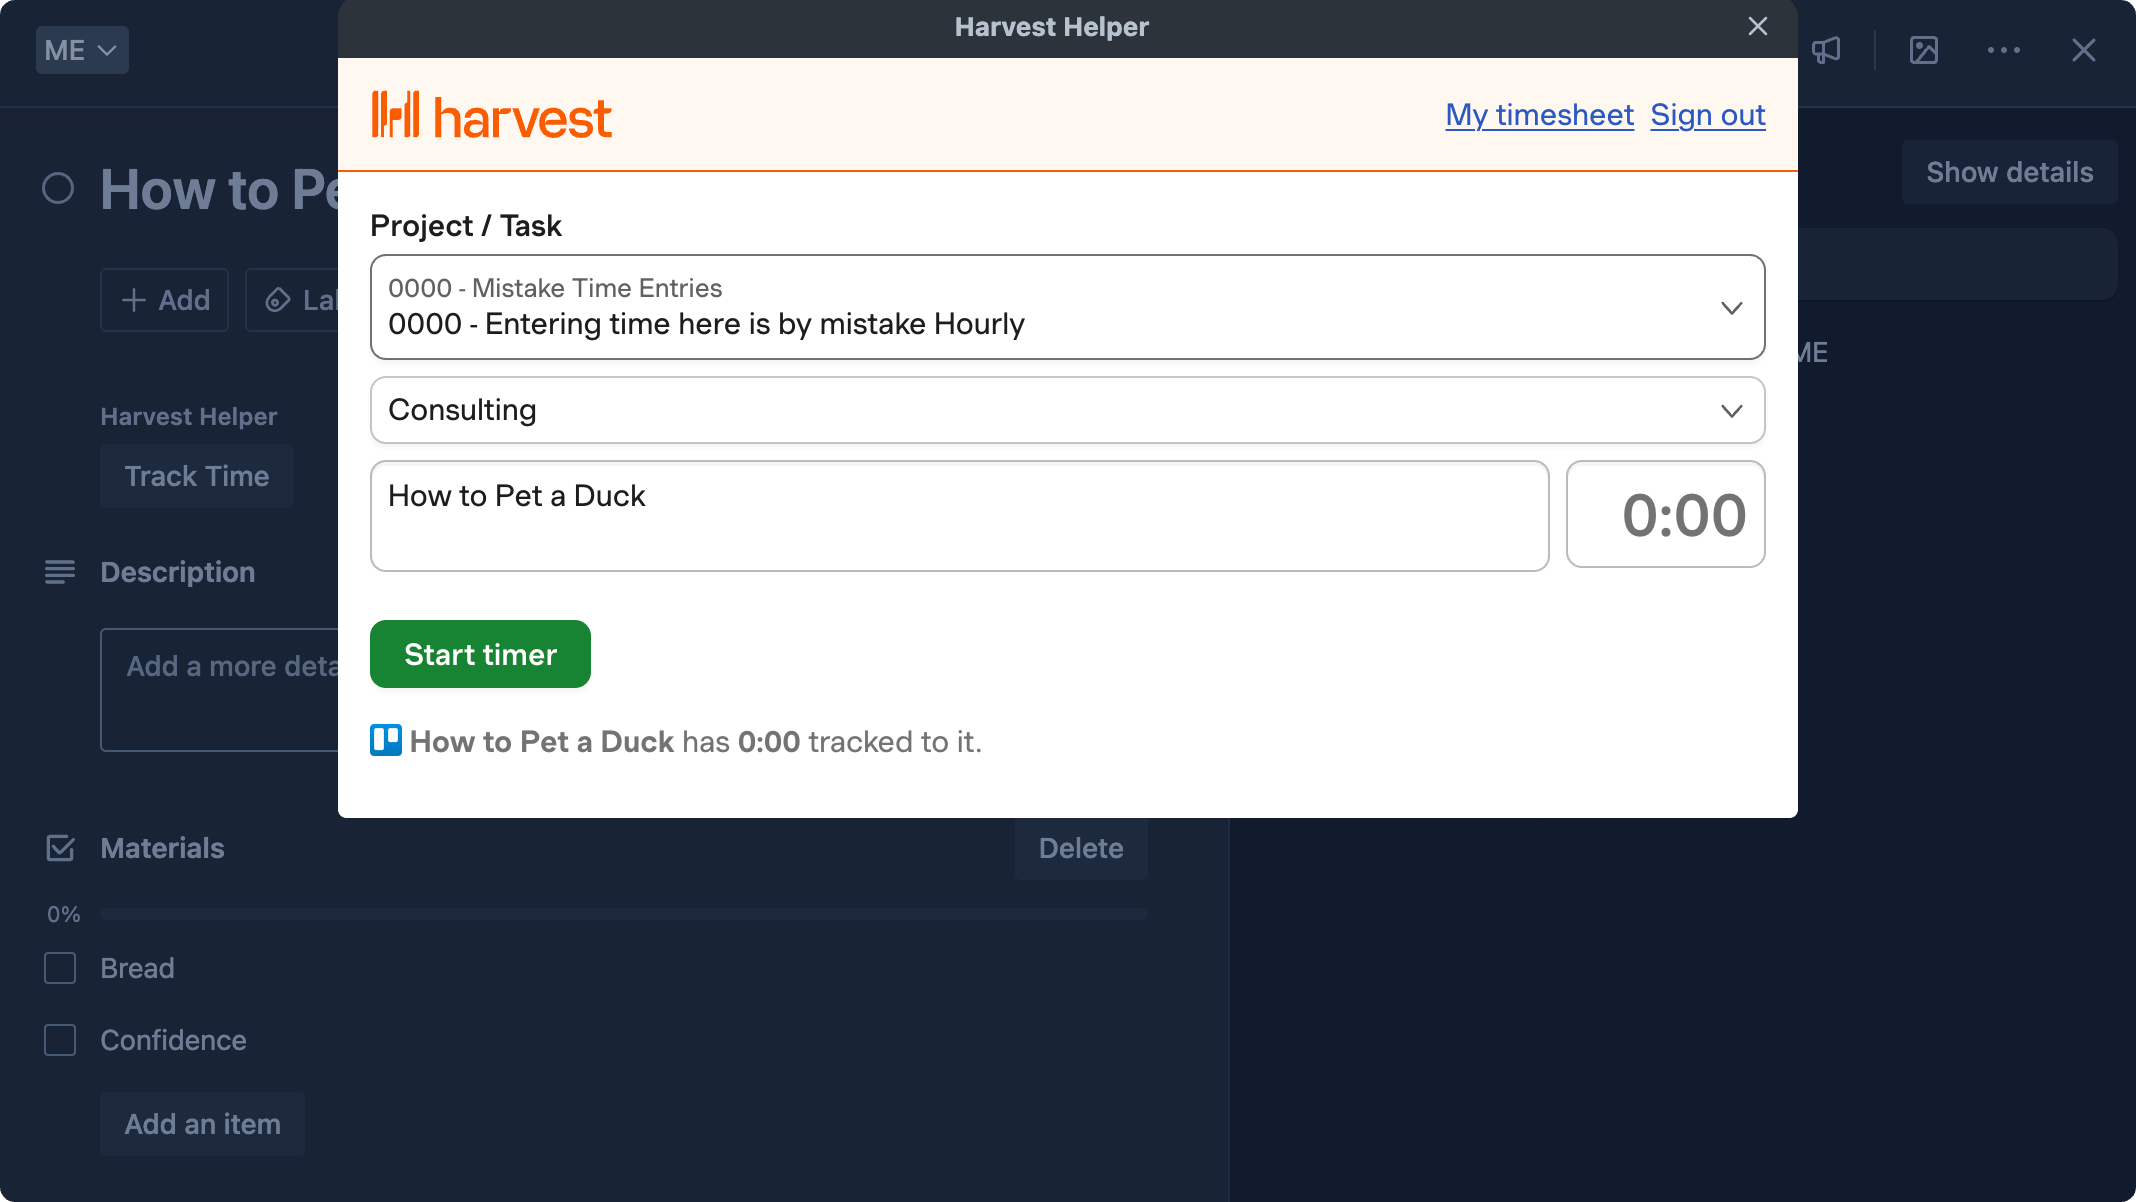 Harvest Helper
ME
harvest
My timesheet Sign out
How to Pe
Show details
Project / Task
0000 - Mistake Time Entries
0000 - Entering time here is by mistake Hourly
Add
ME
Harvest Helper
Consulting
Track Time
How to Pet a Duck
0:00
Description
Start timer
Add a more
How to Pet a Duck has 0:00 tracked to it.
Materials
Delete
0%
Bread
Confidence
Add an item